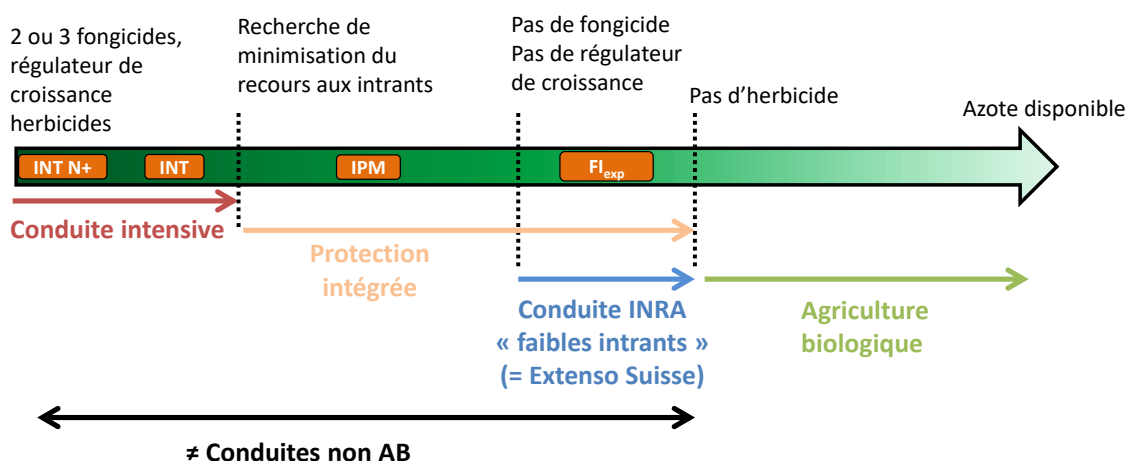 2 ou 3 fongicides,
régulateur de
croissance
herbicides
Recherche de
minimisation du
recours aux intrants
Pas de fongicide
Pas de régulateur
de croissance
Pas d’herbicide
Azote disponible
INT N+
INT
IPM
FIexp
Conduite intensive
Protection
intégrée
Conduite INRA
« faibles intrants »
(= Extenso Suisse)
Agriculture
biologique
≠ Conduites non AB